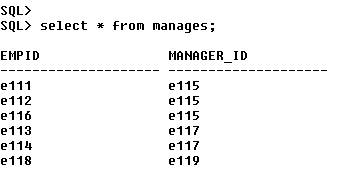 SQL>
SQL> select * from manages;
EMPID MANAGER_ID
-------------------- --------------------
e111 e115
e112 e115
e116 e115
e113 e117
e114 e117
e118 e119